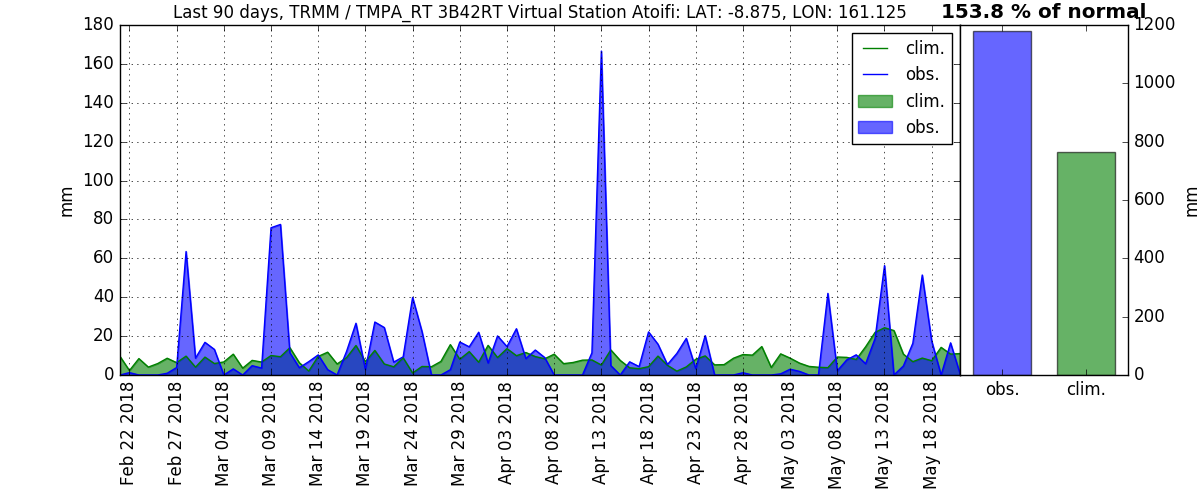 Last 90 days, TRMM / TMPA_RT 3B42RT Virtual Station Atoifi: LAT: -8.875, LON: 161.125
153.8 % of normal
180
160
140
120
100
80
60
40
20
0
mm
clim.
obs.
clim.
obs.
1200
1000
800
600
400
200
0
mm
Feb 22 2018
Feb 27 2018
Mar 04 2018
Mar 09 2018
Mar 14 2018
Mar 19 2018
Mar 24 2018
Mar 29 2018
Apr 03 2018
Apr 08 2018
Apr 13 2018
Apr 18 2018
Apr 23 2018
Apr 28 2018
May 03 2018
May 08 2018
May 13 2018
May 18 2018
obs.
clim.